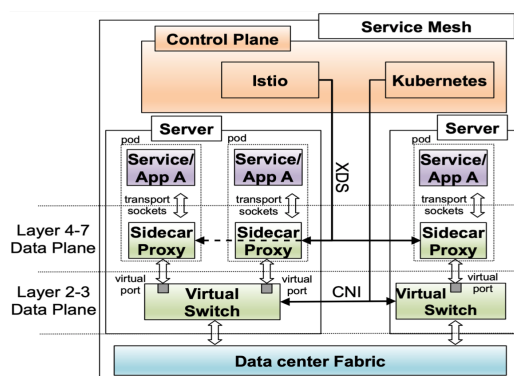 Service Mesh
Control Plane
Istio
Kubernetes
Server
Server
pod
pod
pod
Service/
App A
Service/
App A
Service/
App A
XDS
transport
sockets
transport
sockets
transport
sockets
Layer 4-7
Data Plane
Sidecar
Proxy
Sidecar
Proxy
Sidecar
Proxy
virtual
port
virtual
port
virtual
port
Layer 2-3
Data Plane
Virtual
Switch
CNI
Virtual
Switch
Data center Fabric